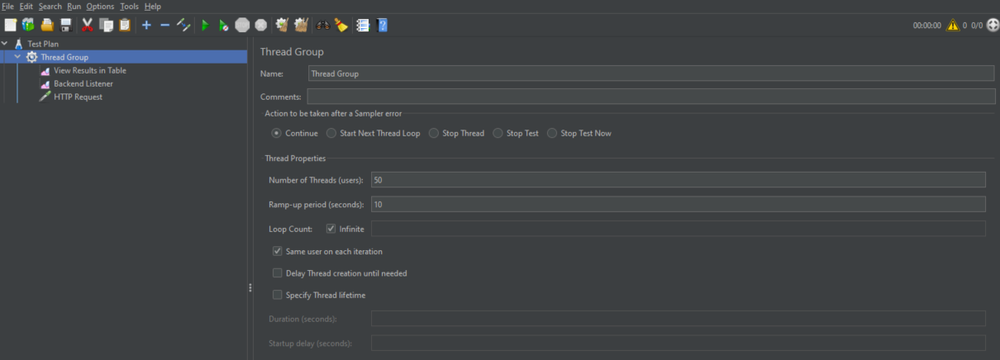 File Edit Search Run Options Tools Help
00:00:00 0 0/0
Test Plan
Thread Group
View Results in Table
Backend Listener
HTTP Request
Thread Group
Name: Thread Group
Comments:
Action to be taken after a Sampler error
Continue Start Next Thread Loop Stop Thread Stop Test Stop Test Now
Thread Properties
Number of Threads (users): 50
Ramp-up period (seconds): 10
Loop Count: Infinite
Same user on each iteration
Delay Thread creation until needed
Specify Thread lifetime
Duration (seconds):
Startup delay (seconds):